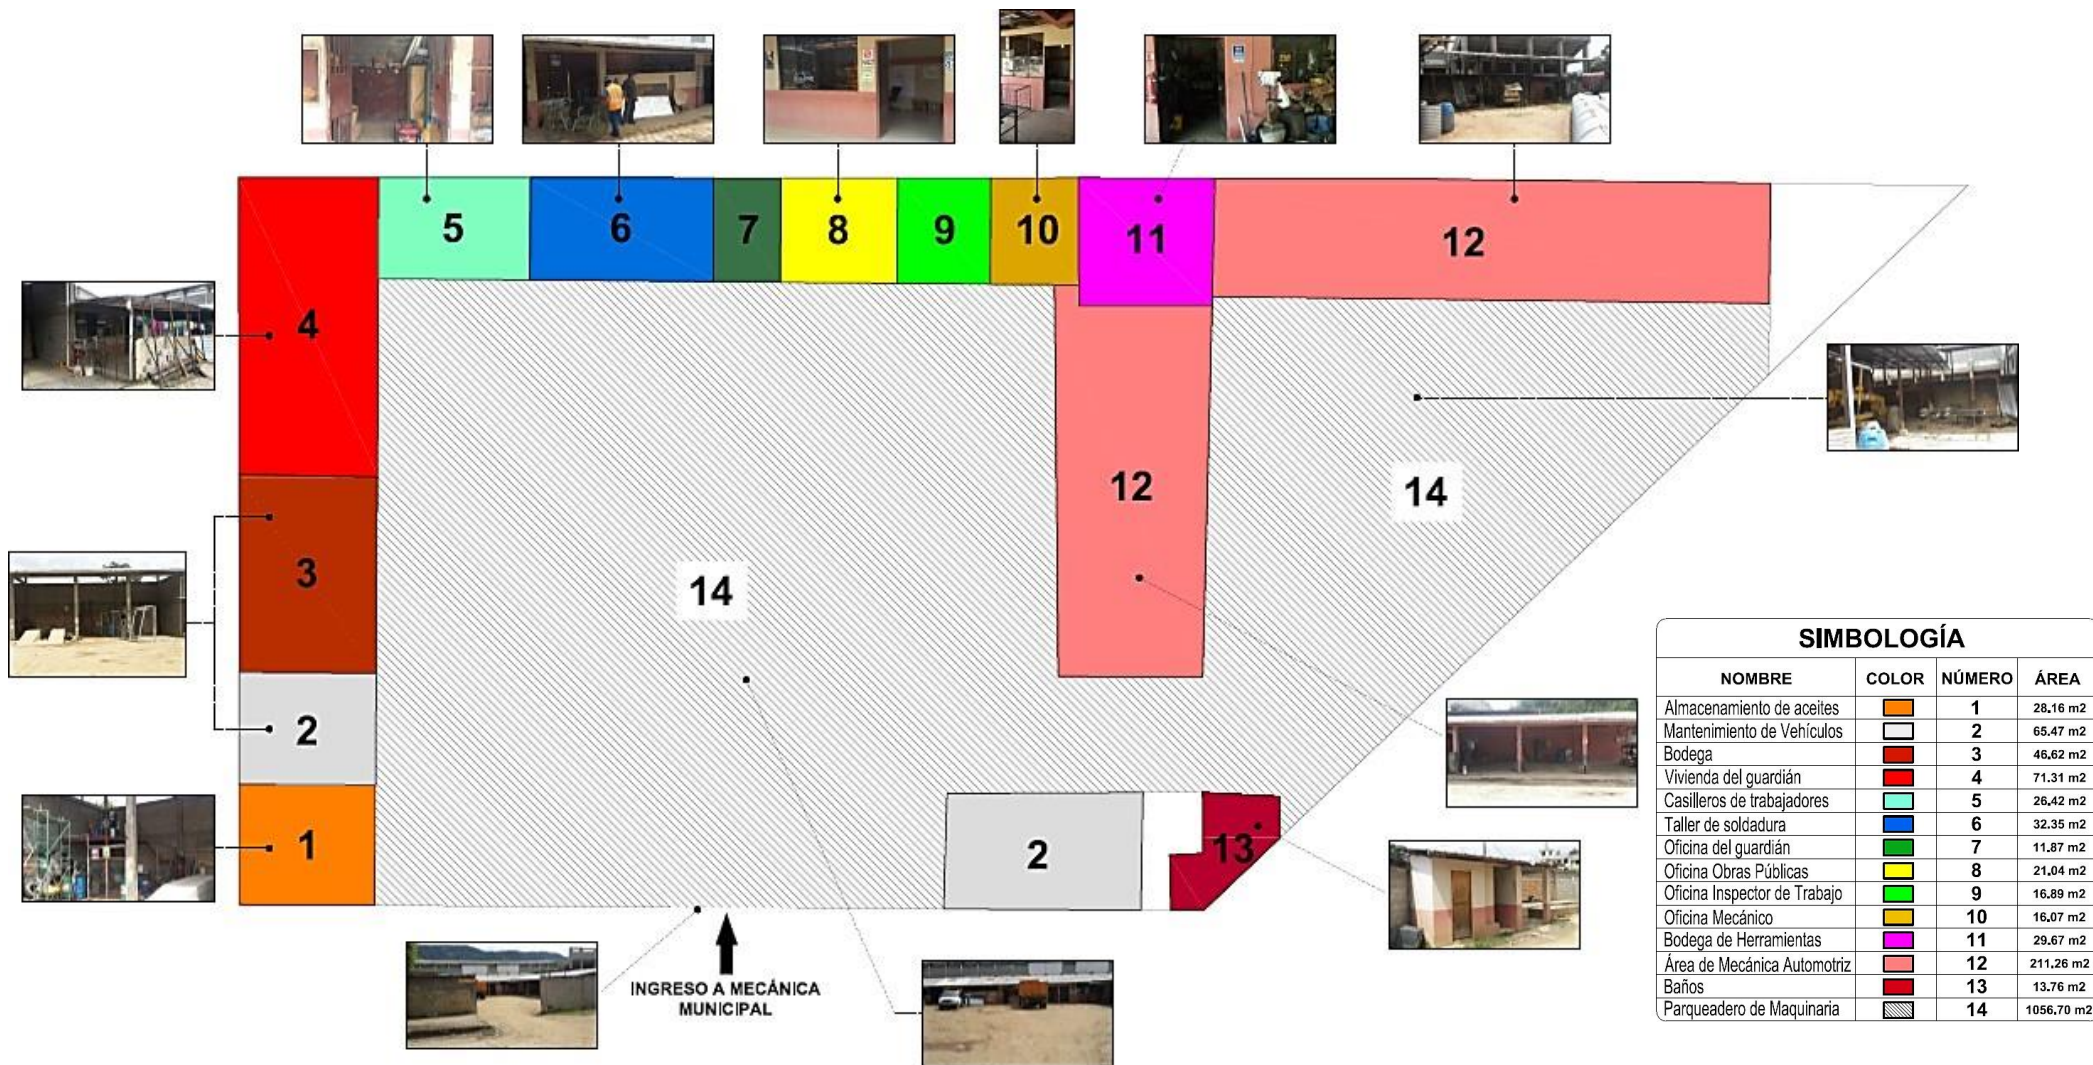 5
6
7
8
9
10
11
12
4
12
14
3
14
2
1
2
13
INGRESO A MECÁNICA
MUNICIPAL
SIMBOLOGÍA
NOMBRE COLOR NÚMERO ÁREA
Almacenamiento de aceites 1 28.16 m2
Mantenimiento de Vehículos 2 65.47 m2
Bodega 3 46.62 m2
Vivienda del guardián 4 71.31 m2
Casilleros de trabajadores 5 26.42 m2
Taller de soldadura 6 32.35 m2
Oficina del guardián 7 11.87 m2
Oficina Obras Públicas 8 21.04 m2
Oficina Inspector de Trabajo 9 16.89 m2
Oficina Mecánico 10 16.07 m2
Bodega de Herramientas 11 29.67 m2
Área de Mecánica Automotriz 12 211.26 m2
Baños 13 13.76 m2
Parqueadero de Maquinaria 14 1056.70 m2